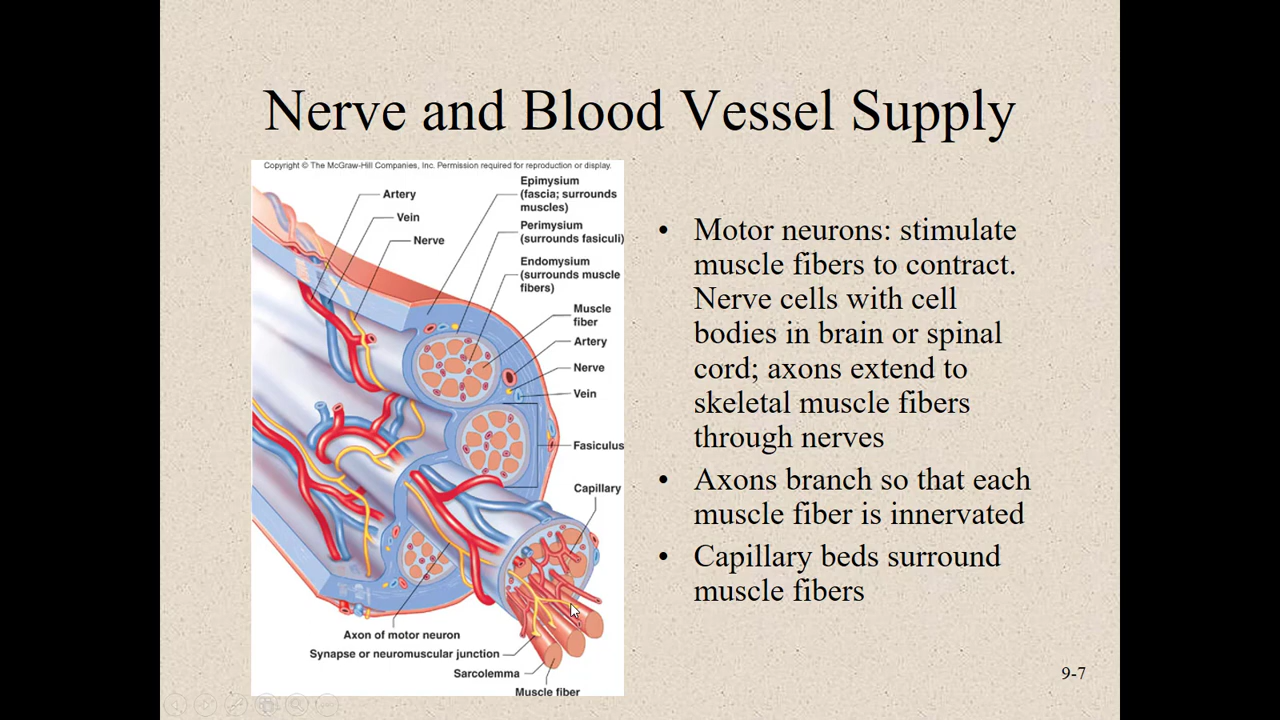 Nerve and Blood Vessel Supply
Copyright © The McGraw-Hill Companies, Inc. Permission required for reproduction or display.
Artery
Vein
Nerve
Epimysium
(fascia; surrounds
muscles)
Perimysium
(surrounds fasiculi)
Endomysium
(surrounds muscle
fibers)
Muscle
fiber
Artery
Nerve
Vein
Fasiculus
Capillary
Axon of motor neuron
Synapse or neuromuscular junction
Sarcolemma
Muscle fiber
• Motor neurons: stimulate
muscle fibers to contract.
Nerve cells with cell
bodies in brain or spinal
cord; axons extend to
skeletal muscle fibers
through nerves
• Axons branch so that each
muscle fiber is innervated
• Capillary beds surround
muscle fibers
9-7